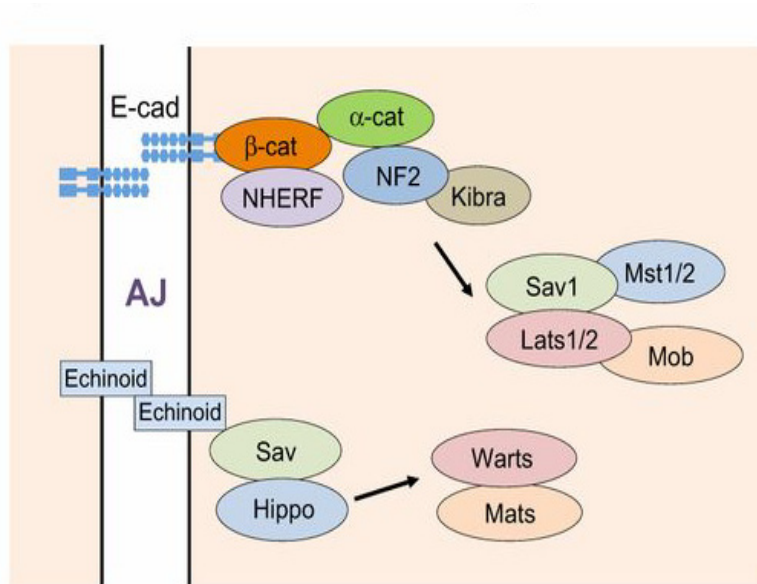 E-cad
α-cat
β-cat
NF2
NHERF
Kibra
Sav1
Mst1/2
AJ
Lats1/2
Mob
Echinoid
Echinoid
Sav
Warts
Hippo
Mats